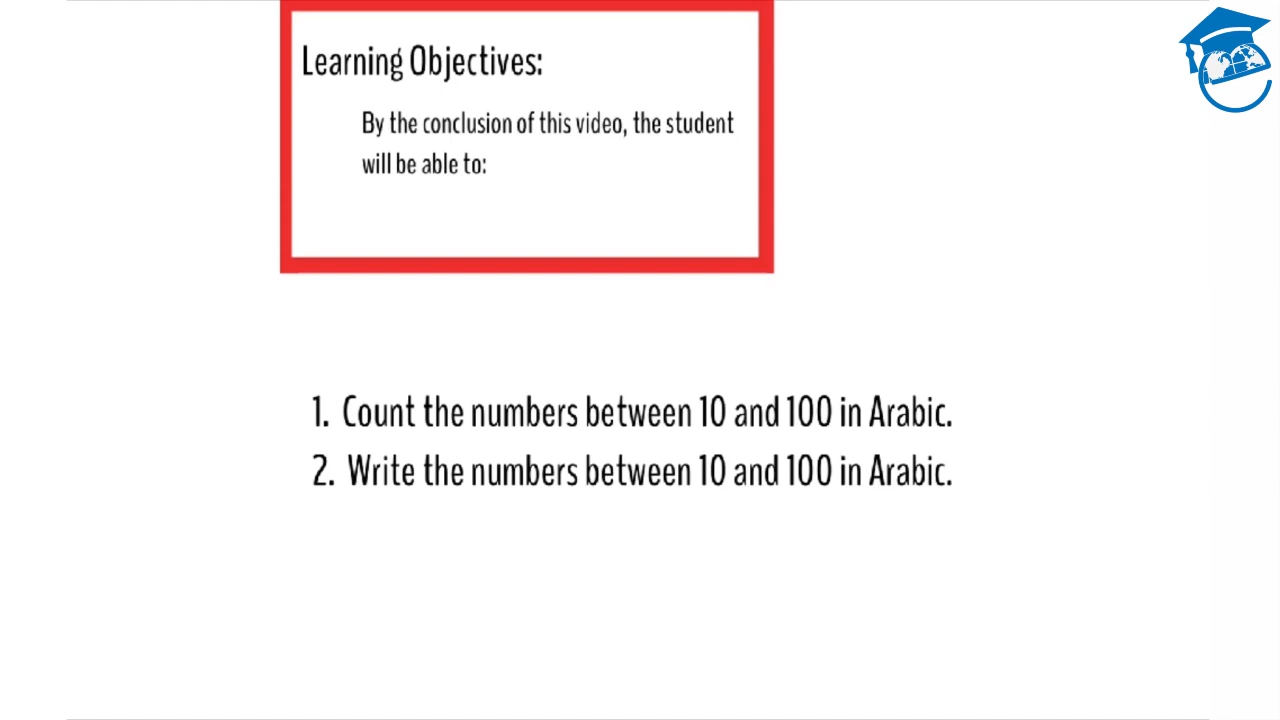 Learning Objectives:
By the conclusion of this video, the student
will be able to:
1. Count the numbers between 10 and 100 in Arabic.
2. Write the numbers between 10 and 100 in Arabic.